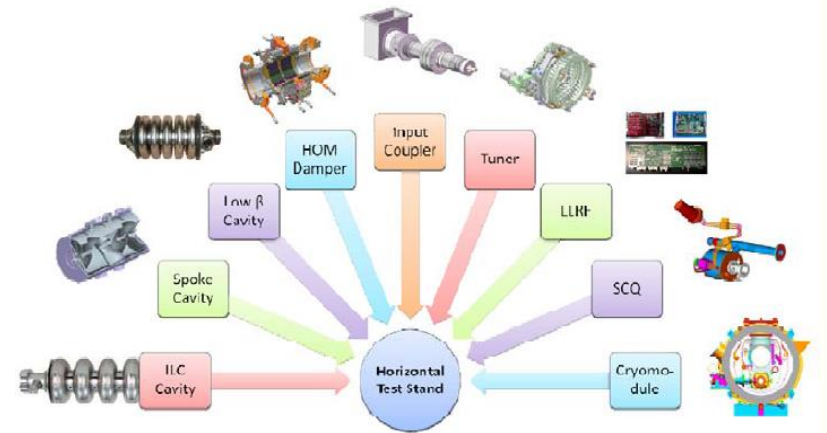 Input
Coupler
HOM
Damper
Tuner
Low β
Cavity
LLRF
Spoke
Cavity
SCQ
ILC
Cavity
Horizontal
Test Stand
Cryomo-
dule